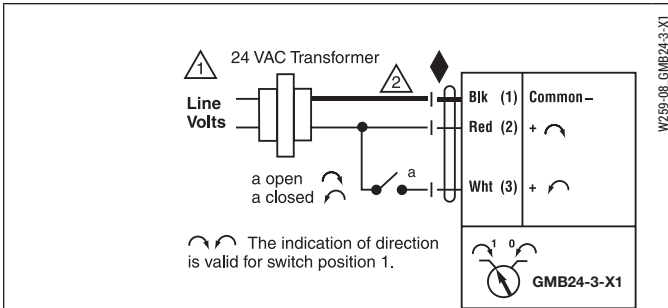 W259-08 GMB24-3-X1
1
24 VAC Transformer
2
Line
Volts
Blk (1) Common –
Red (2) +
a
a open
a closed
Wht (3) +
The indication of direction
is valid for switch position 1.
1 0
GMB24-3-X1